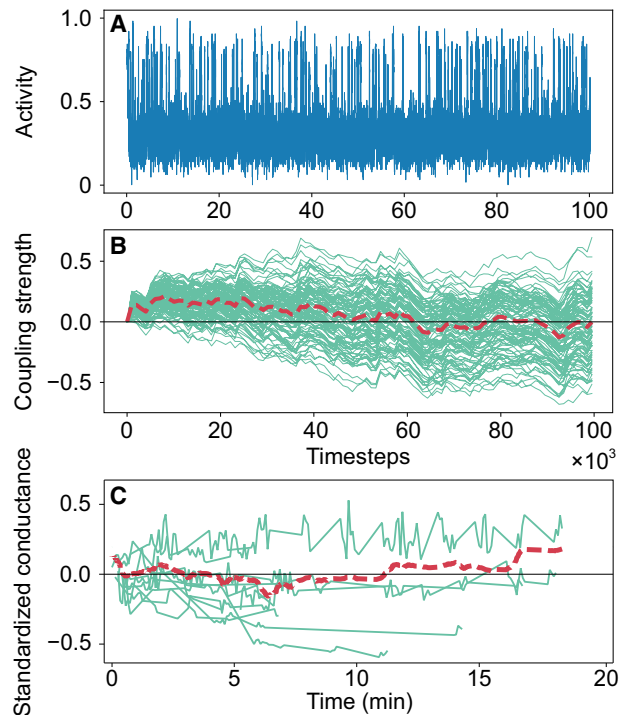 A
1.0
0.5
0
Activity
0 20 40 60 80 100
B
0.5
0.0
−0.5
Coupling strength
0 20 40 60 80 100
Timesteps
×10³
C
0.5
0.0
−0.5
Standardized conductance
0 5 10 15 20
Time (min)